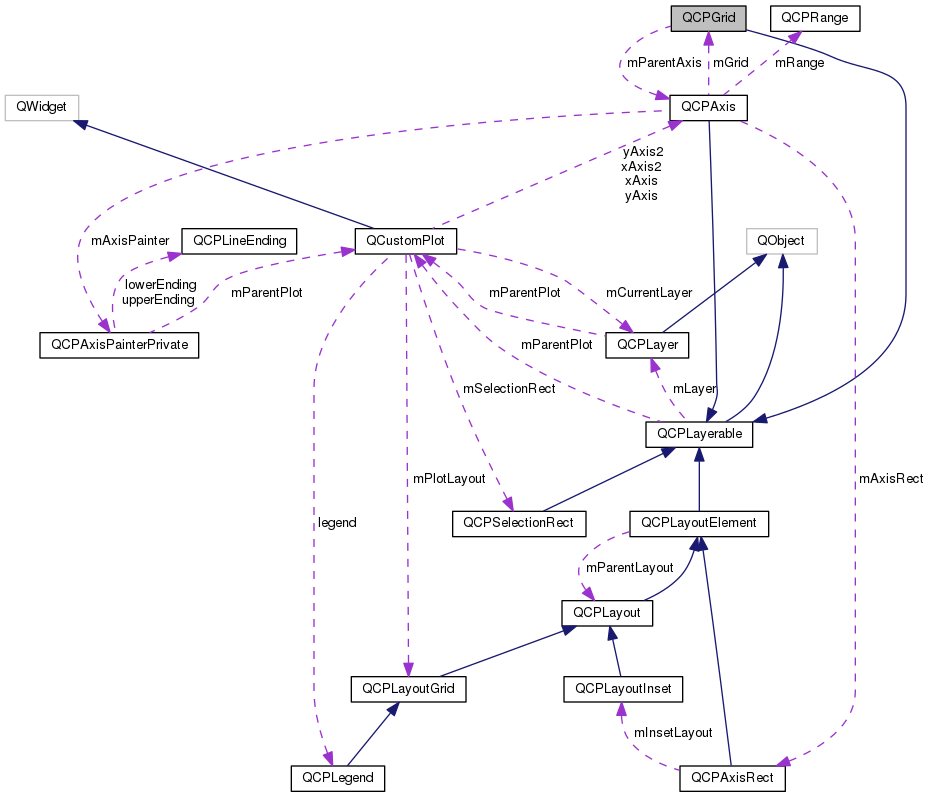 QCPGrid
QCPRange
mParentAxis
mGrid
mRange
QWidget
QCPAxis
yAxis2
xAxis2
xAxis
yAxis
mAxisPainter
QCPLineEnding
QCustomPlot
QObject
lowerEnding
upperEnding
mParentPlot
mParentPlot
mCurrentLayer
QCPAxisPainterPrivate
mParentPlot
QCPLayer
mSelectionRect
mLayer
QCPLayerable
mPlotLayout
mAxisRect
legend
QCPSelectionRect
QCPLayoutElement
mParentLayout
QCPLayout
QCPLayoutGrid
QCPLayoutInset
mInsetLayout
QCPLegend
QCPAxisRect